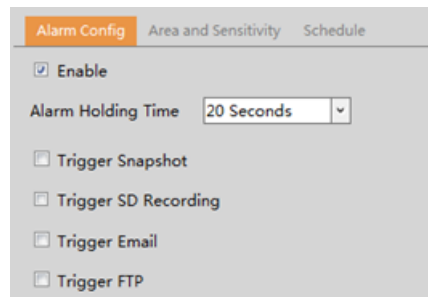 Alarm Config Area and Sensitivity Schedule
Enable
Alarm Holding Time 20 Seconds
Trigger Snapshot
Trigger SD Recording
Trigger Email
Trigger FTP